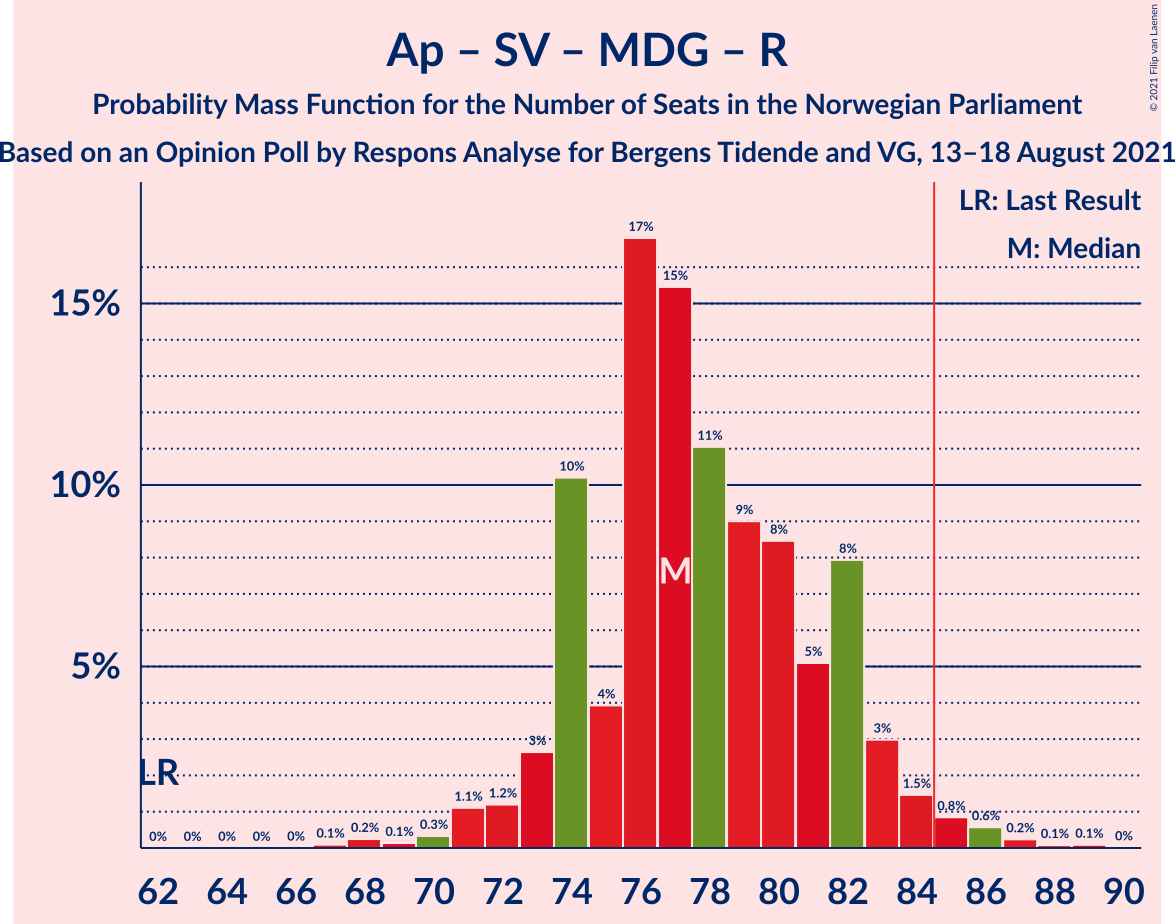 Ap – SV – MDG – R
Probability Mass Function for the Number of Seats in the Norwegian Parliament
Based on an Opinion Poll by Respons Analyse for Bergens Tidende and VG, 13–18 August 2021
© 2021 Filip van Laenen
LR: Last Result
M: Median
17%
15%
15%
11%
10%
10%
9%
8%
8%
M
5%
5%
4%
3%
3%
LR
1.5%
1.1% 1.2%
0.8%
0.6%
0% 0% 0% 0% 0% 0.1% 0.2% 0.1% 0.3% 0.2% 0.1% 0.1% 0%
62 64 66 68 70 72 74 76 78 80 82 84 86 88 90